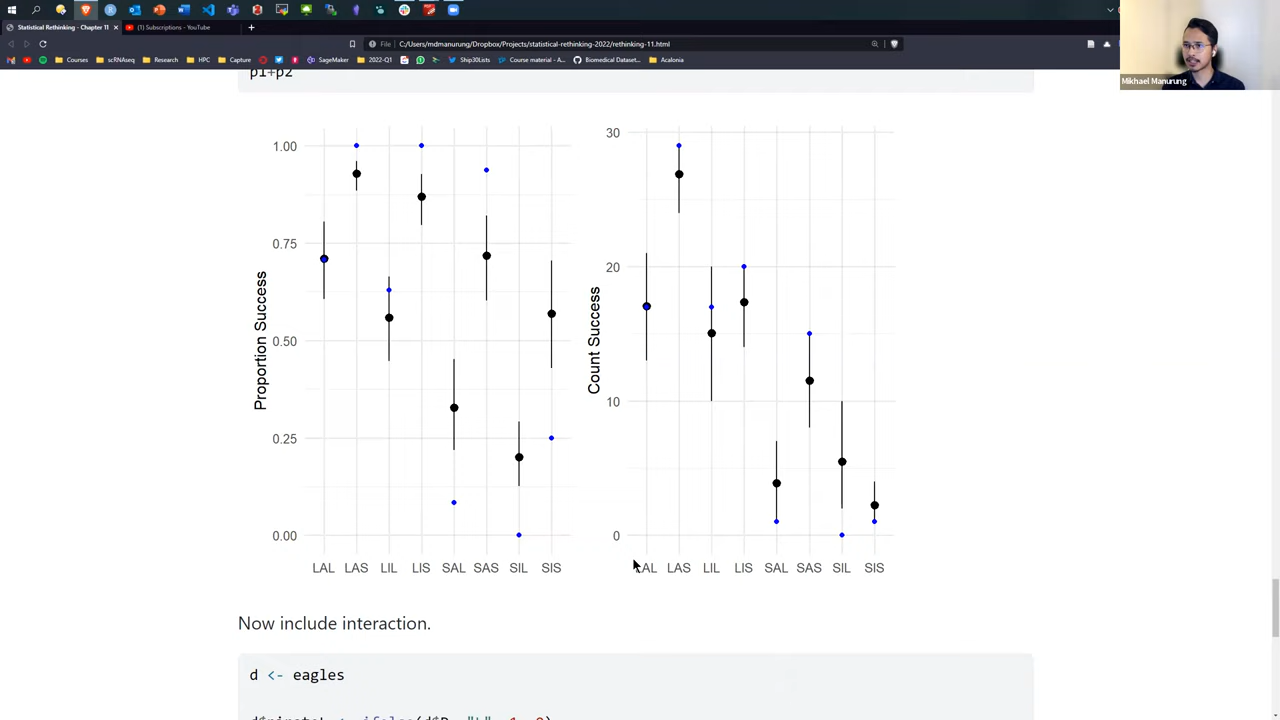 Statistical Rethinking - Chapter 11
(1) Subscriptions - YouTube
File
C:/Users/mdmanurung/Dropbox/Projects/statistical-rethinking-2022/rethinking-11.html
Courses
scRNAseq
Research
HPC
Capture
SageMaker
2022-Q1
Ship30Lists
Course material - A...
Biomedical Dataset...
Acalonia
Mikhael Manurung
p1+p2
Proportion Success
1.00
0.75
0.50
0.25
0.00
LAL LAS LIL LIS SAL SAS SIL SIS
Count Success
30
20
10
0
LAL LAS LIL LIS SAL SAS SIL SIS
Now include interaction.
d <- eagles